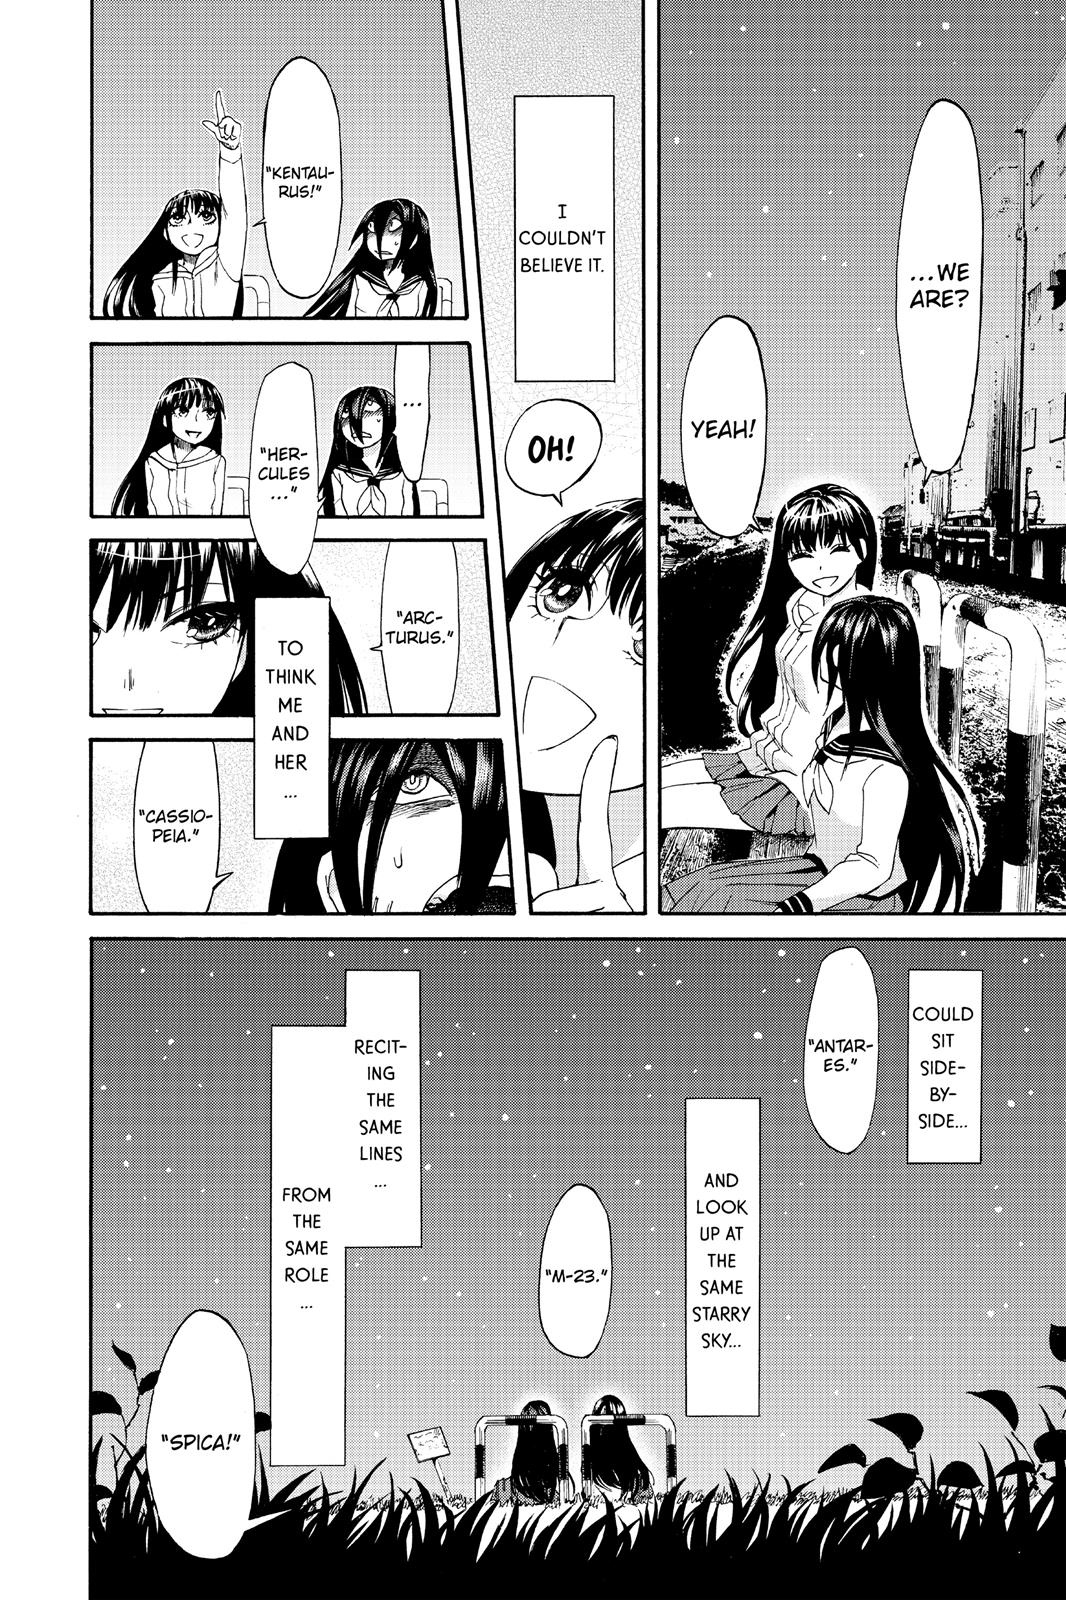 ...WE
ARE?
YEAH!
I
COULDN'T
BELIEVE IT.
OH!
"KENTAU-
RUS!"
...
"HER-
CULES
..."
"ARC-
TURUS."
TO
THINK
ME
AND
HER
...
"CASSIO-
PEIA."
COULD
SIT
SIDE-
BY-
SIDE...
"ANTAR-
ES."
AND
LOOK
UP AT
THE
SAME
STARRY
SKY...
"M-23."
RECIT-
ING
THE
SAME
LINES
...
FROM
THE
SAME
ROLE
...
"SPICA!"